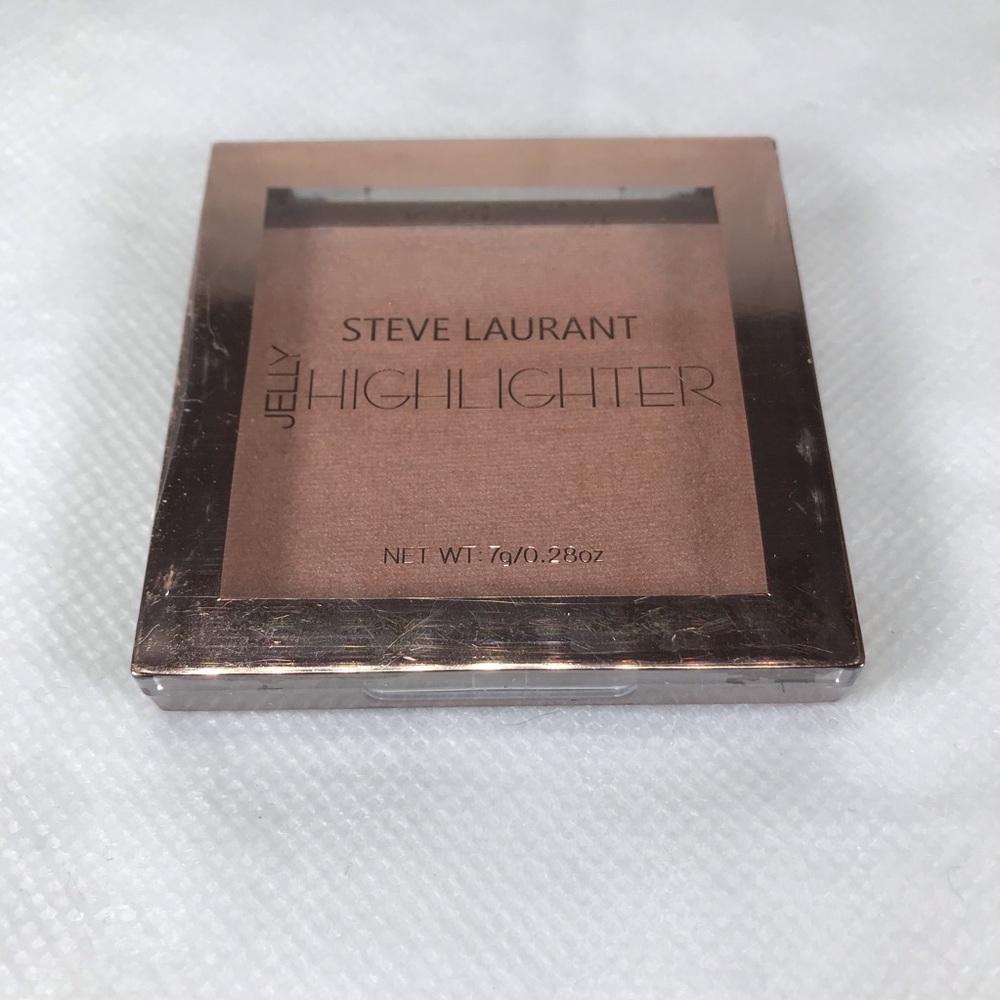 STEVE LAURANT
JELLY
HIGHLIGHTER
NET WT: 7g/0.28oz